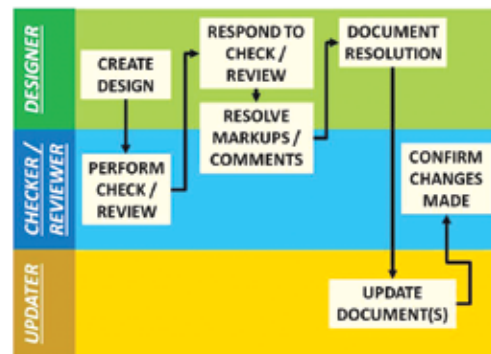 DESIGNER
CREATE
DESIGN
RESPOND TO
CHECK /
REVIEW
DOCUMENT
RESOLUTION
RESOLVE
MARKUPS /
COMMENTS
CHECKER /
REVIEWER
PERFORM
CHECK /
REVIEW
CONFIRM
CHANGES
MADE
UPDATER
UPDATE
DOCUMENT(S)